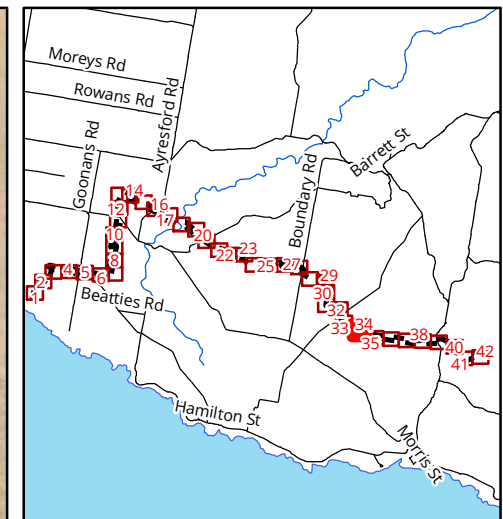 Moreys Rd
Rowans Rd
Ayresford Rd
Goonans Rd
Barrett St
Boundary Rd
14
12
16
17
10
20
8
22
23
25
27
29
30
32
33
34
35
38
40
41
42
1
2
4
5
6
Beatties Rd
Hamilton St
Morris St